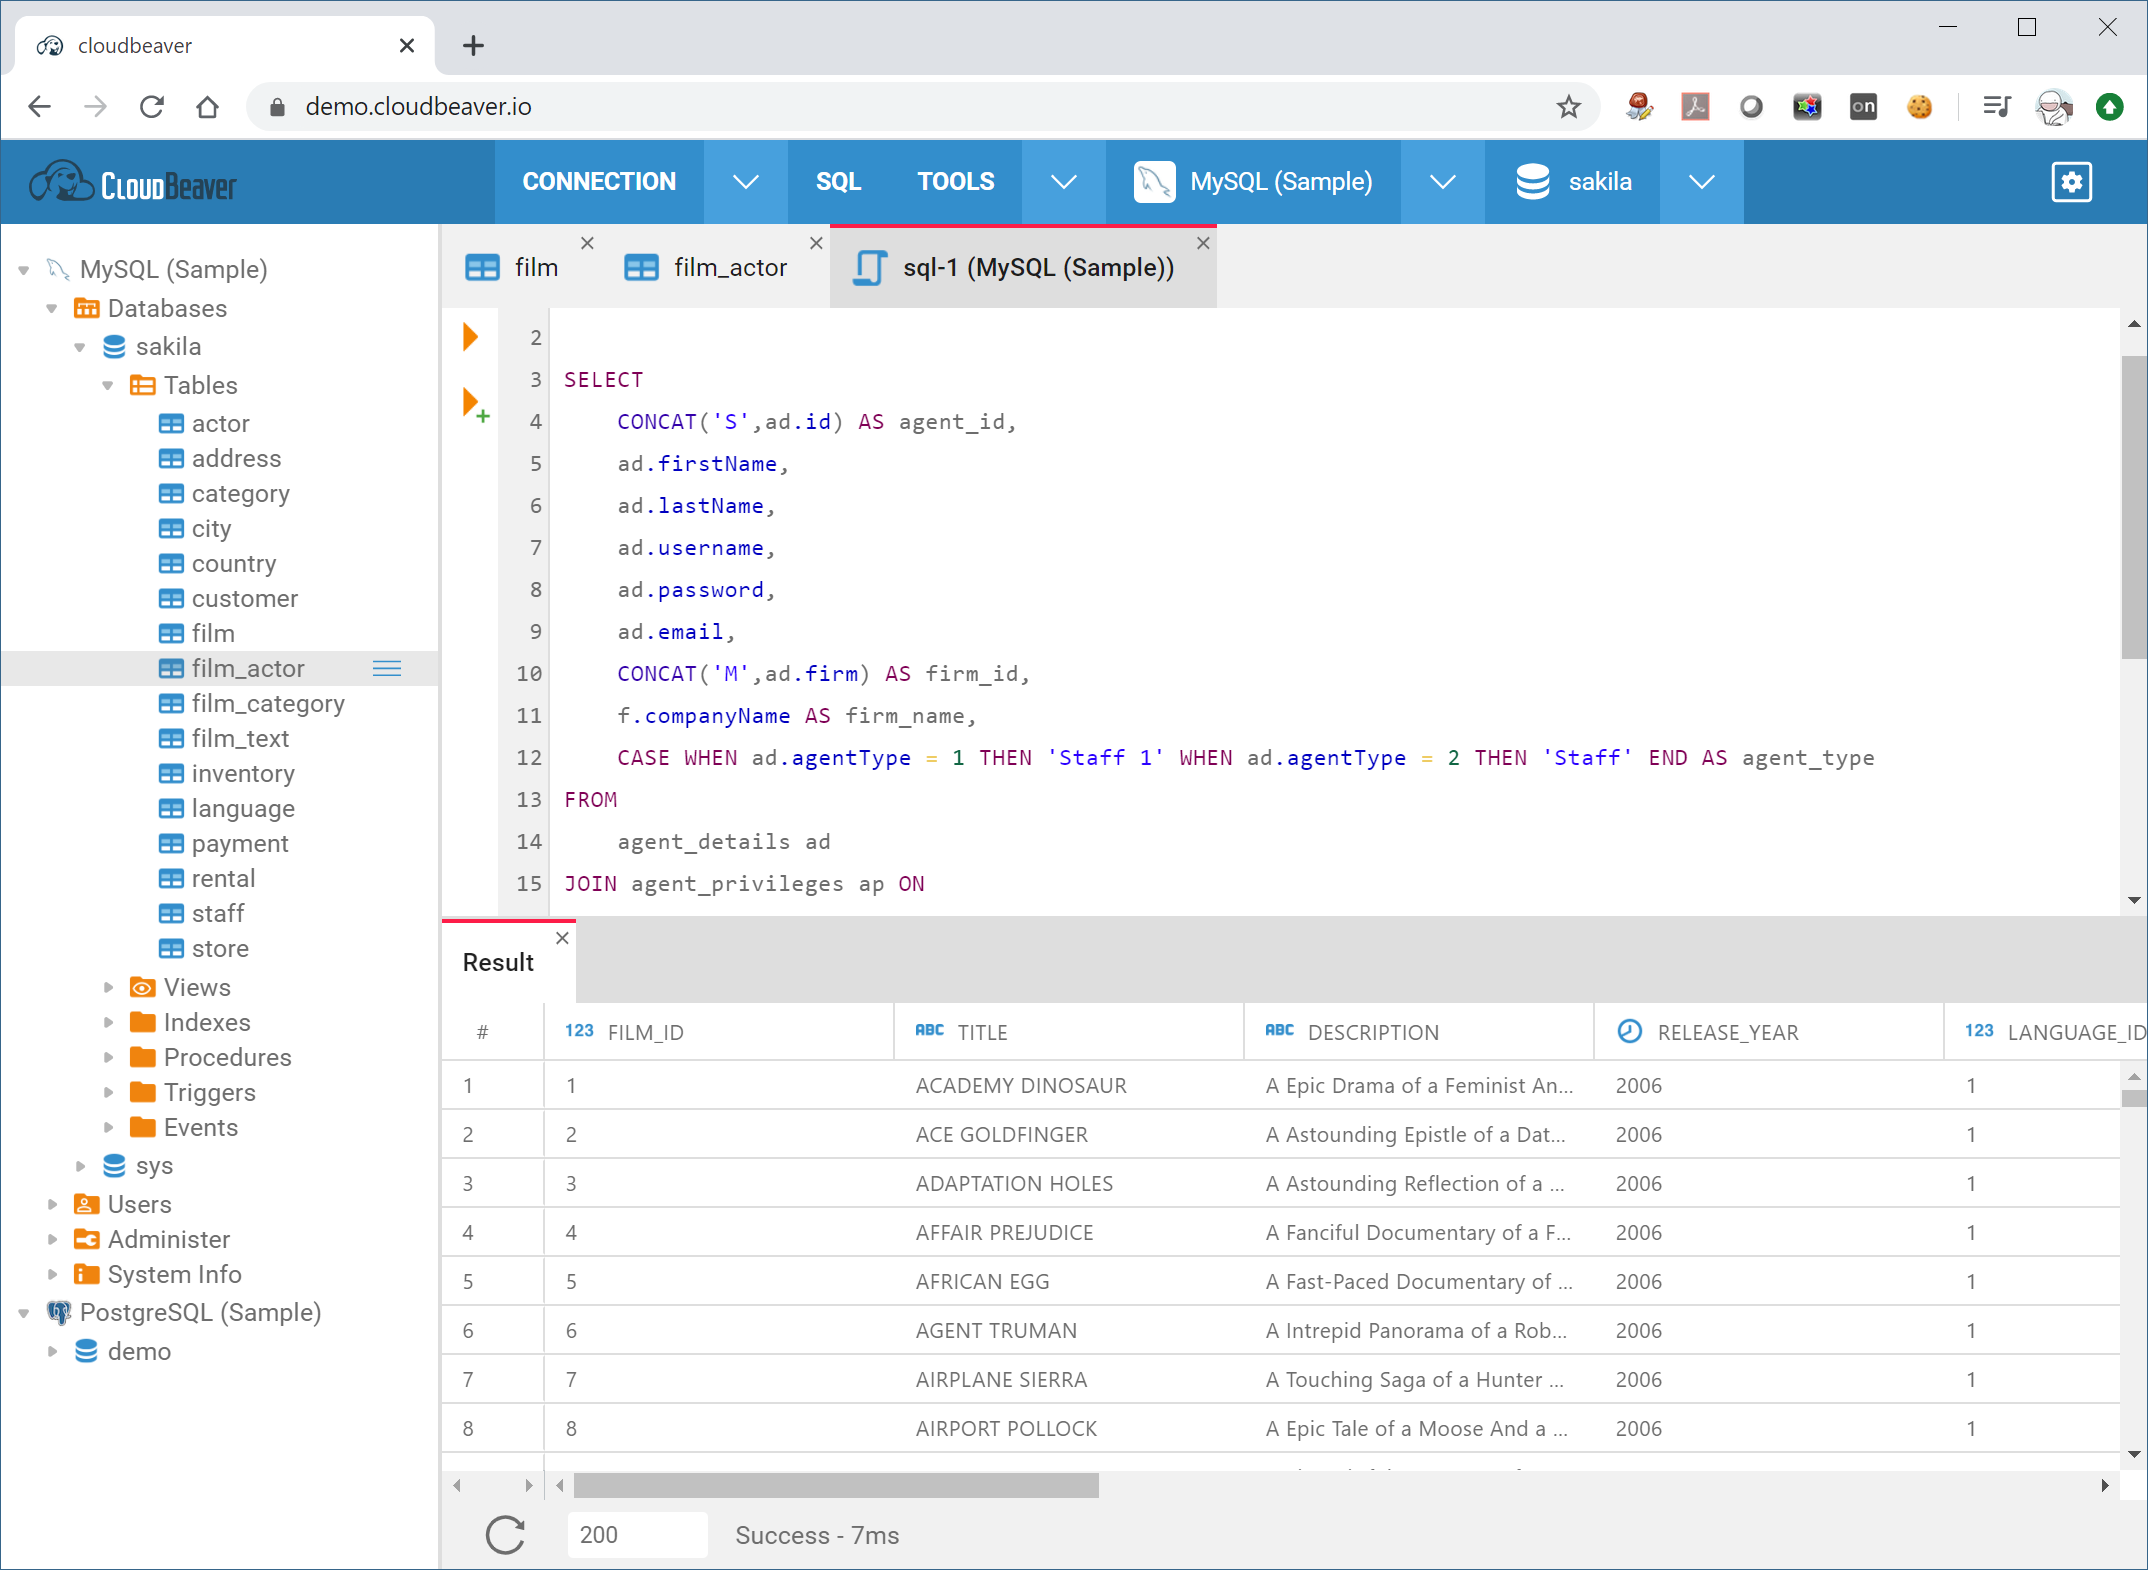 cloudbeaver
demo.cloudbeaver.io
on
CloudBeaver
CONNECTION
SQL
TOOLS
MySQL (Sample)
sakila
MySQL (Sample)
Databases
sakila
Tables
actor
address
category
city
country
customer
film
film_actor
film_category
film_text
inventory
language
payment
rental
staff
store
Views
Indexes
Procedures
Triggers
Events
sys
Users
Administer
System Info
PostgreSQL (Sample)
demo
film
film_actor
sql-1 (MySQL (Sample))
2
3 SELECT
4 CONCAT('S',ad.id) AS agent_id,
5 ad.firstName,
6 ad.lastName,
7 ad.username,
8 ad.password,
9 ad.email,
10 CONCAT('M',ad.firm) AS firm_id,
11 f.companyName AS firm_name,
12 CASE WHEN ad.agentType = 1 THEN 'Staff 1' WHEN ad.agentType = 2 THEN 'Staff' END AS agent_type
13 FROM
14 agent_details ad
15 JOIN agent_privileges ap ON
Result
# 123 FILM_ID ABC TITLE ABC DESCRIPTION RELEASE_YEAR 123 LANGUAGE_ID
1 1 ACADEMY DINOSAUR A Epic Drama of a Feminist An... 2006 1
2 2 ACE GOLDFINGER A Astounding Epistle of a Dat... 2006 1
3 3 ADAPTATION HOLES A Astounding Reflection of a ... 2006 1
4 4 AFFAIR PREJUDICE A Fanciful Documentary of a F... 2006 1
5 5 AFRICAN EGG A Fast-Paced Documentary of ... 2006 1
6 6 AGENT TRUMAN A Intrepid Panorama of a Rob... 2006 1
7 7 AIRPLANE SIERRA A Touching Saga of a Hunter ... 2006 1
8 8 AIRPORT POLLOCK A Epic Tale of a Moose And a ... 2006 1
200 Success - 7ms